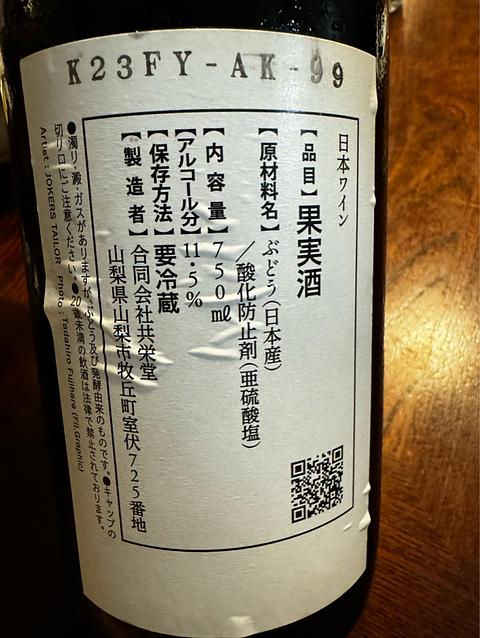 K23FY-AK-99
日本ワイン
【品目】果実酒
【原材料名】ぶどう(日本産)
／酸化防止剤(亜硫酸塩)
【内容量】750㎖
【アルコール分】11・5％
【保存方法】要冷蔵
【製造者】合同会社共栄堂
山梨県山梨市牧丘町室伏725番地
●濁り・澱・ガスがありますが、ぶどう及び発酵由来のものです。●キャップの
切り口にご注意ください。●20歳未満の飲酒は法律で禁止されております。
Artist : JOKERS TAILOR Photo : Tadahiro Fujihara (Fill.Graphic)